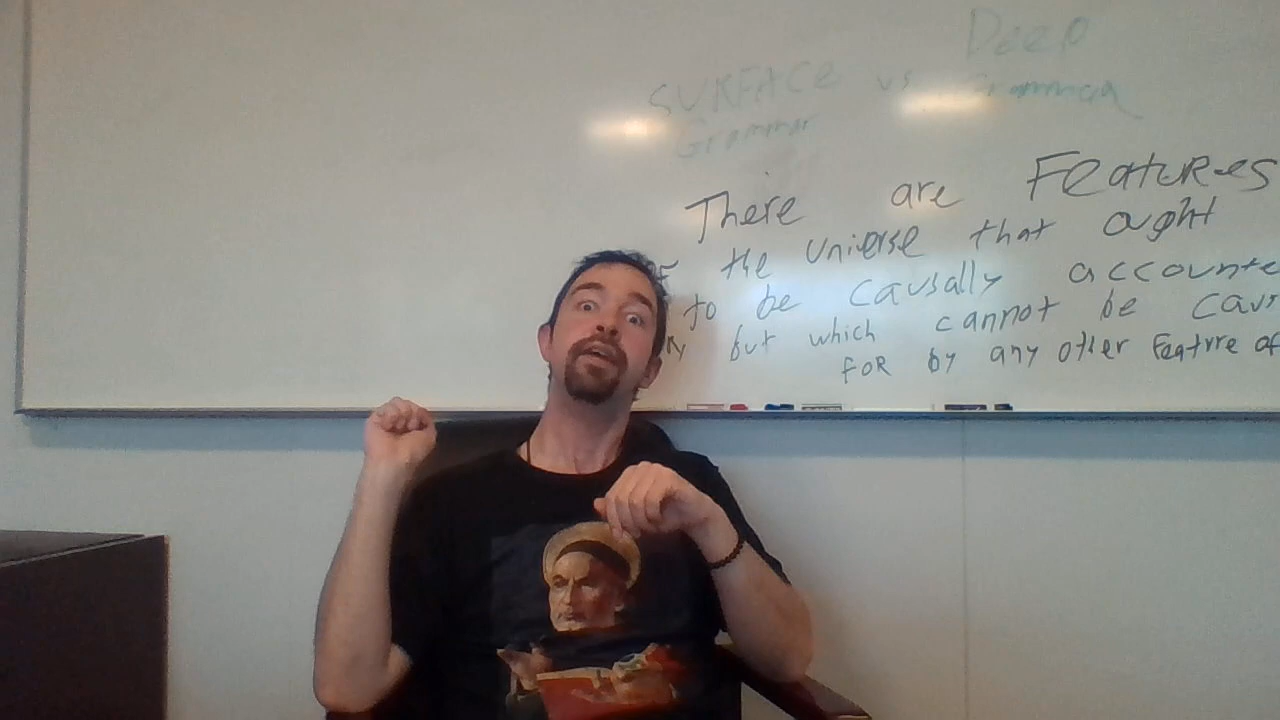 Deep
SURFACE vs Grammar
Grammar
There are Features
the Universe that ought
to be causally accounte
but which cannot be caus
for by any other Feature of